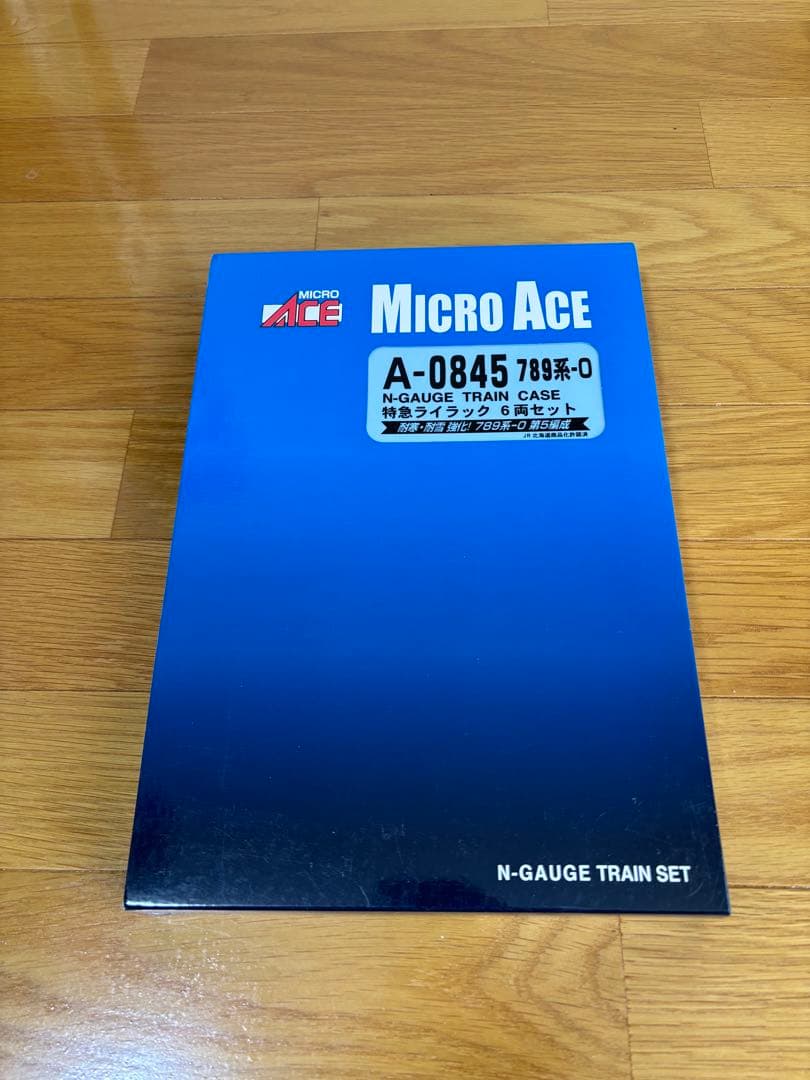 MICRO
ACE
MICRO ACE
A-0845 789系-0
N-GAUGE TRAIN CASE
特急ライラック 6両セット
耐寒・耐雪 強化! 789系-0 第5編成
JR北海道商品化許諾済
N-GAUGE TRAIN SET